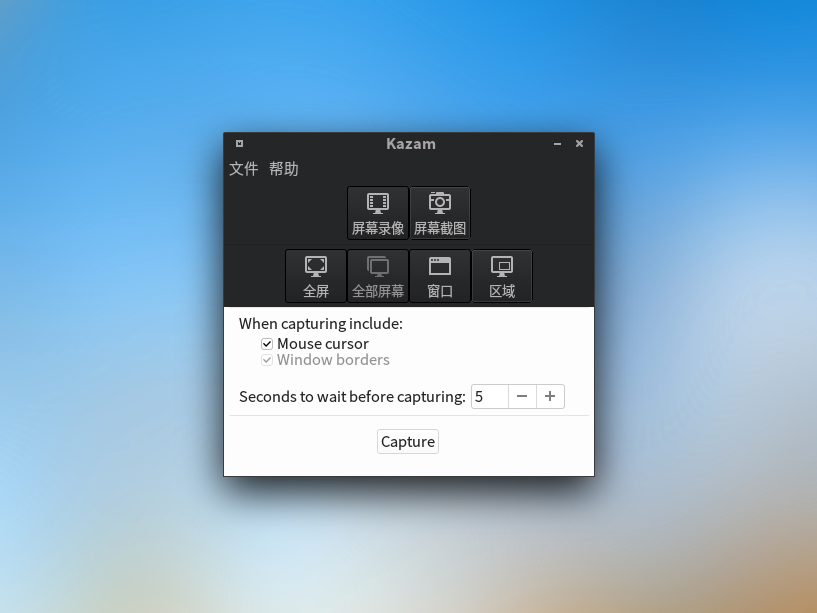 Kazam
文件 帮助
屏幕录像 屏幕截图
全屏 全部屏幕 窗口 区域
When capturing include:
Mouse cursor
Window borders
Seconds to wait before capturing: 5
Capture